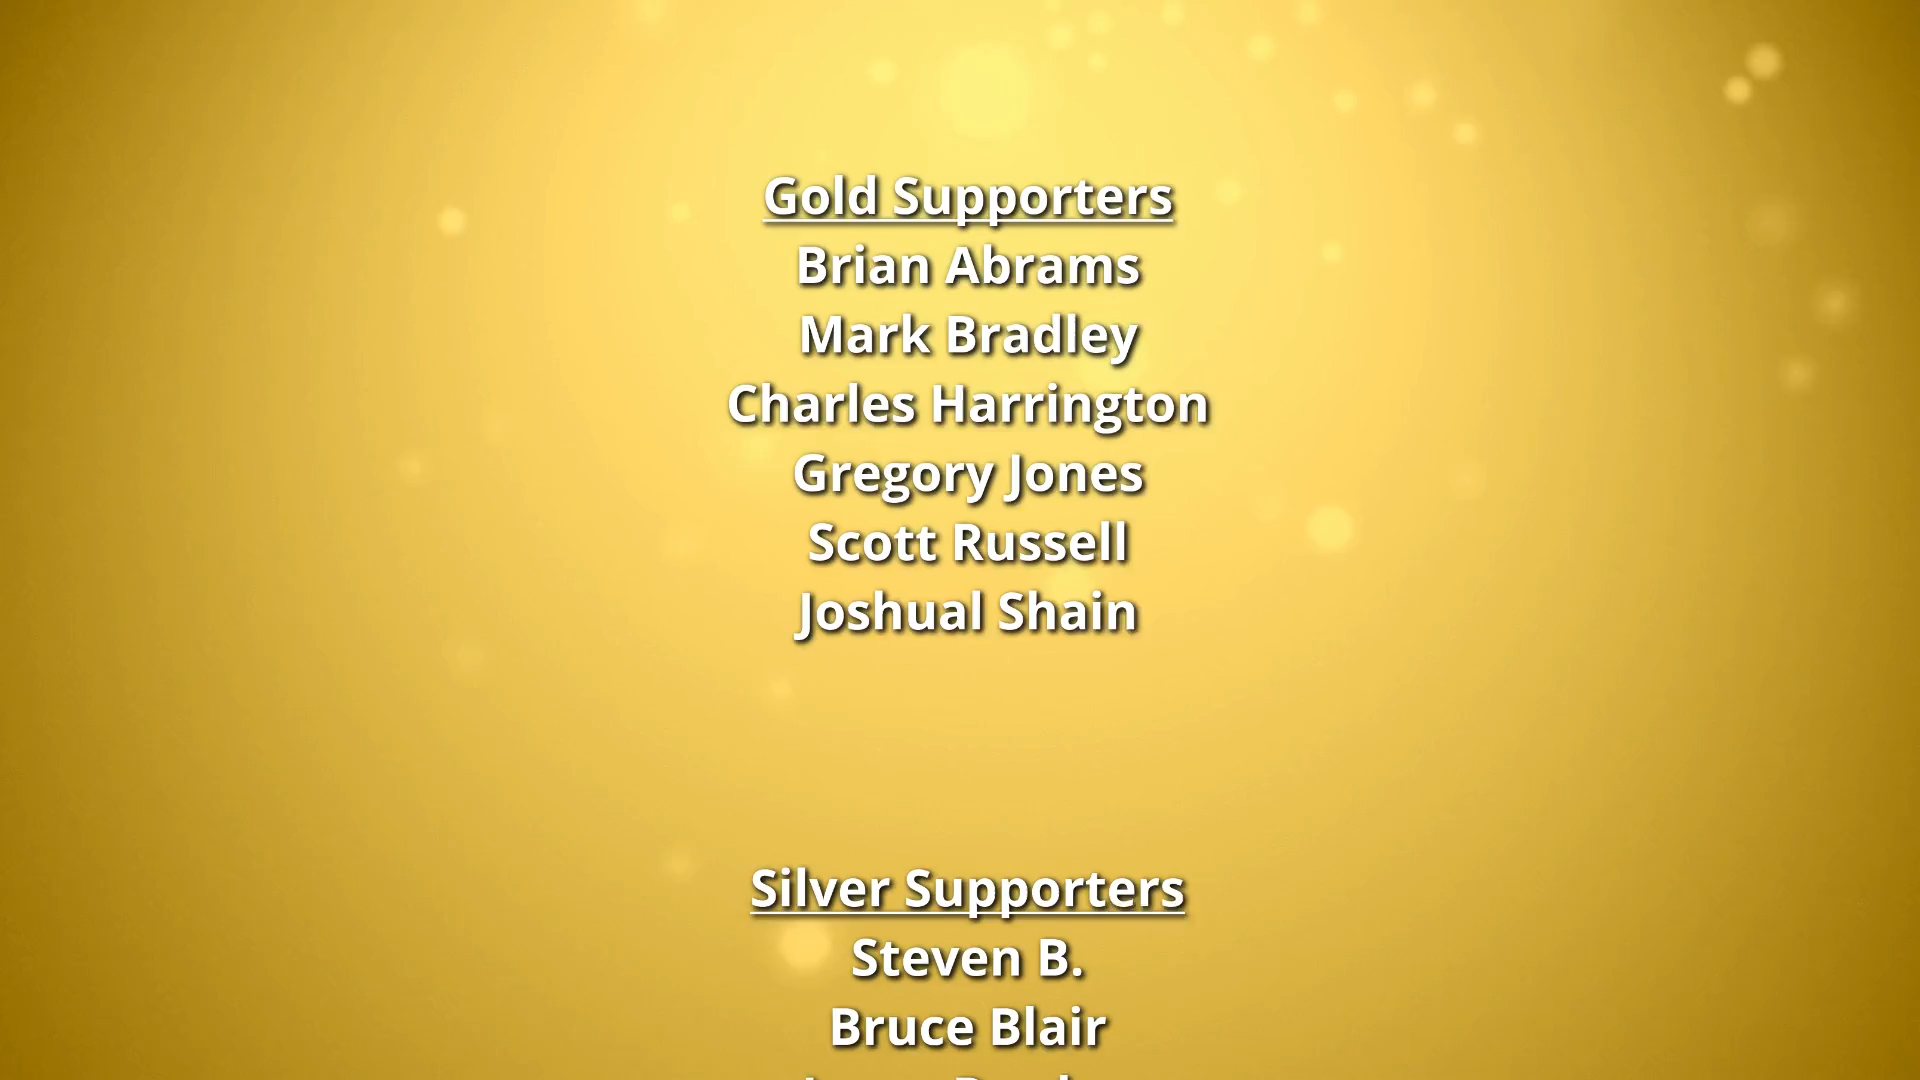 Gold Supporters
Brian Abrams
Mark Bradley
Charles Harrington
Gregory Jones
Scott Russell
Joshual Shain
Silver Supporters
Steven B.
Bruce Blair